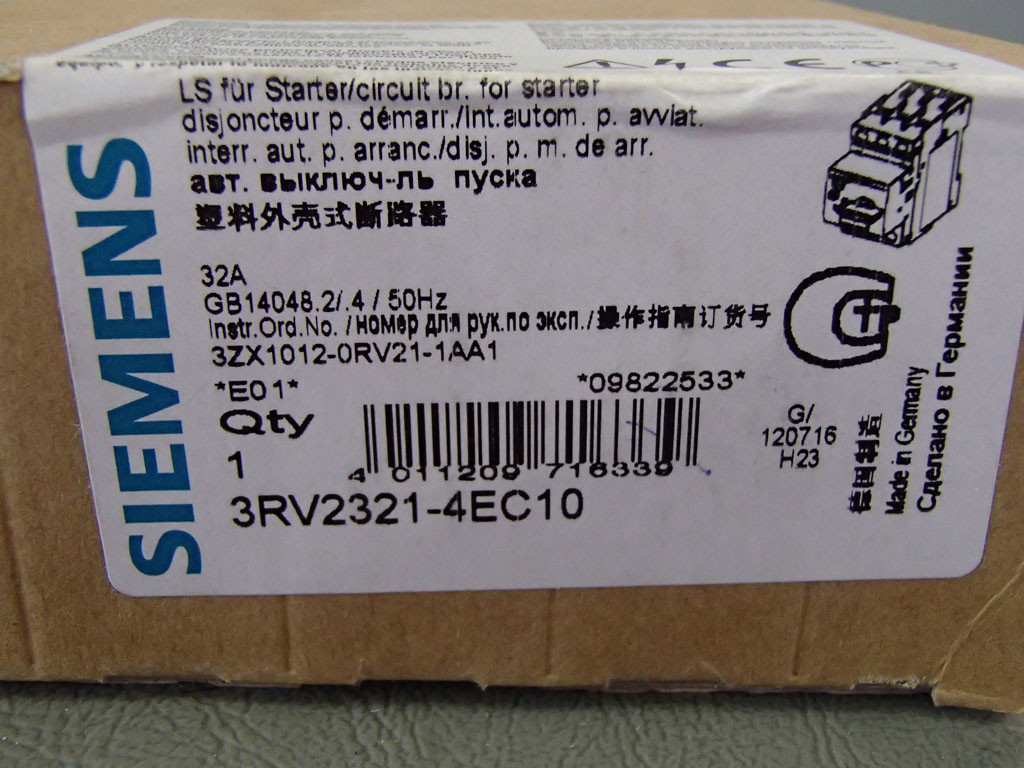 SIEMENS
LS für Starter/circuit br. for starter
disjoncteur p. démarr./int.autom. p. avviat.
interr. aut. p. arranc./disj. p. m. de arr.
авт. выключ-ль пуска
塑料外壳式断路器
32A
GB14048.2/.4 / 50Hz
Instr.Ord.No. /номер для рук.по эксп./操作指南订货号
3ZX1012-0RV21-1AA1
*E01* *09822533*
Qty
1
4 011209 716339
3RV2321-4EC10
G/
120716
H23
德国制造
Made in Germany
Сделано в Германии